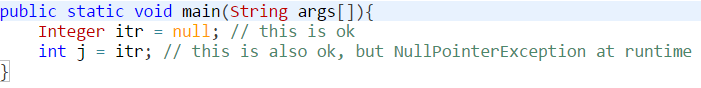 public static void main(String args[]){
    Integer itr = null; // this is ok
    int j = itr; // this is also ok, but NullPointerException at runtime
}